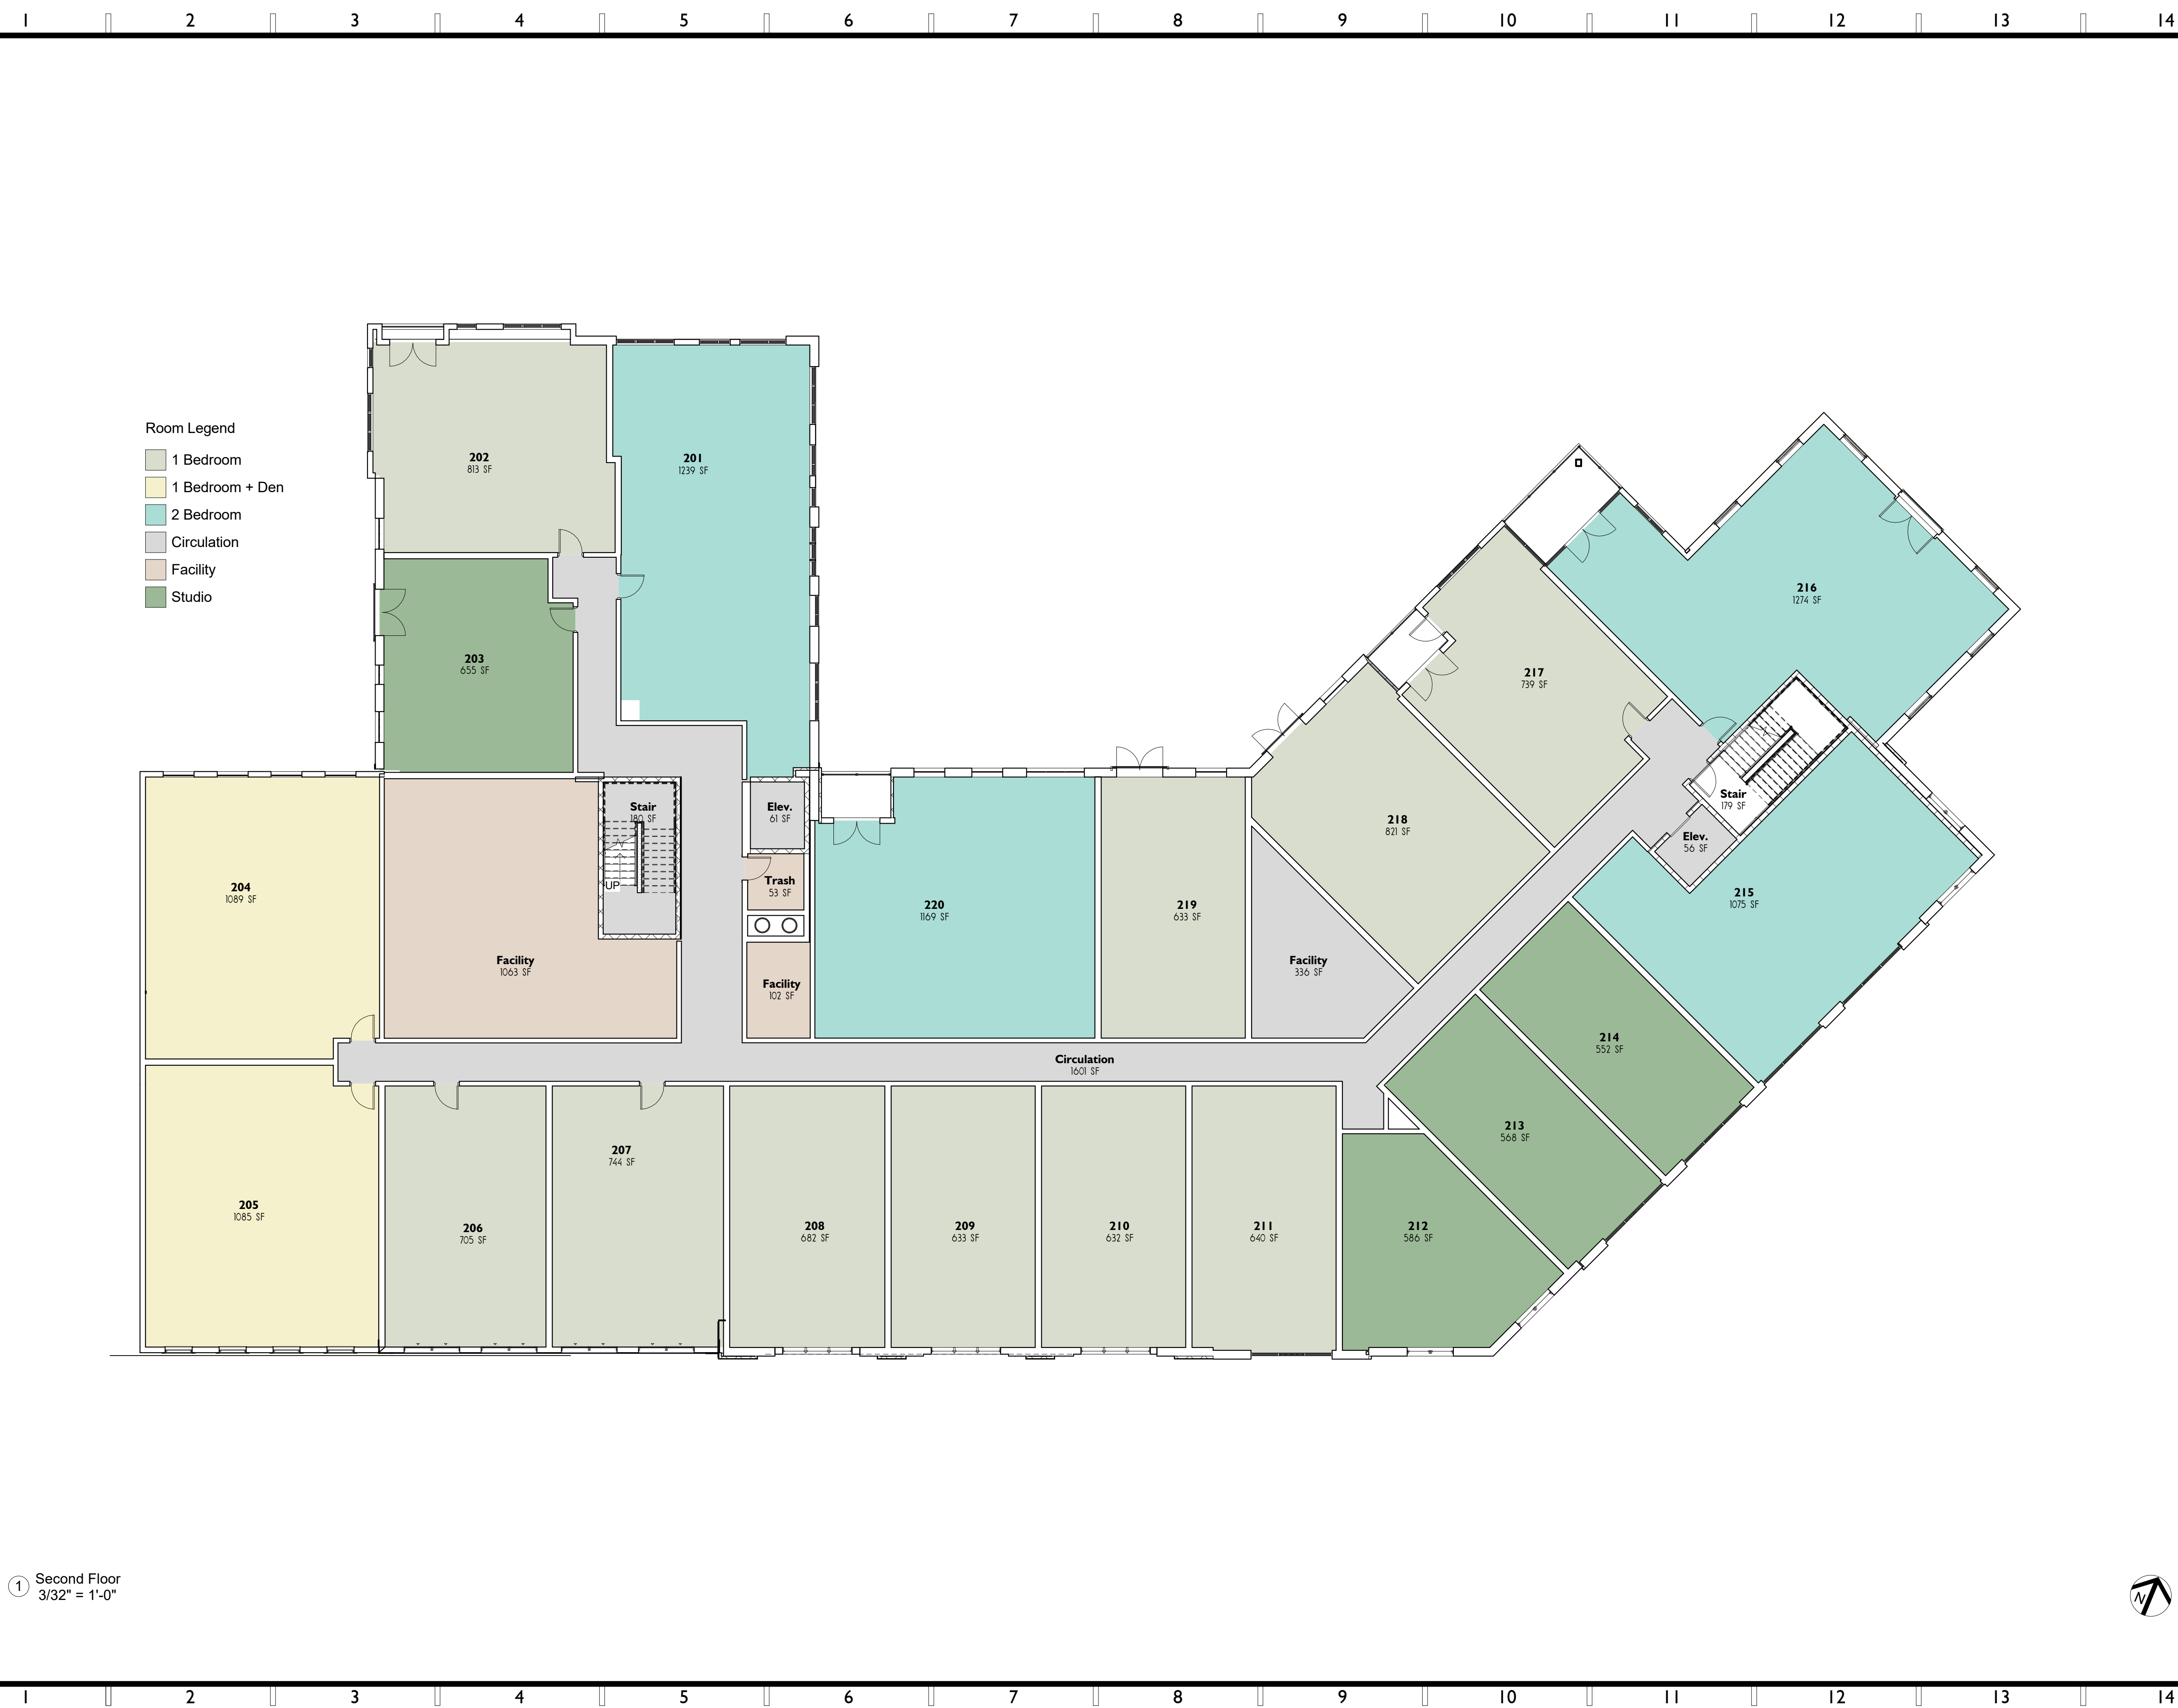 1 2 3 4 5 6 7 8 9 10 11 12 13 14
Room Legend
1 Bedroom
1 Bedroom + Den
2 Bedroom
Circulation
Facility
Studio
202
813 SF
201
1239 SF
203
655 SF
216
1274 SF
217
739 SF
Stair
180 SF
UP
Elev.
61 SF
Trash
53 SF
Facility
102 SF
204
1089 SF
Facility
1063 SF
220
1169 SF
219
633 SF
218
821 SF
Facility
336 SF
Stair
179 SF
Elev.
56 SF
215
1075 SF
214
552 SF
Circulation
1601 SF
213
568 SF
205
1085 SF
206
705 SF
207
744 SF
208
682 SF
209
633 SF
210
632 SF
211
640 SF
212
586 SF
1
Second Floor
3/32" = 1'-0"
N
1 2 3 4 5 6 7 8 9 10 11 12 13 14